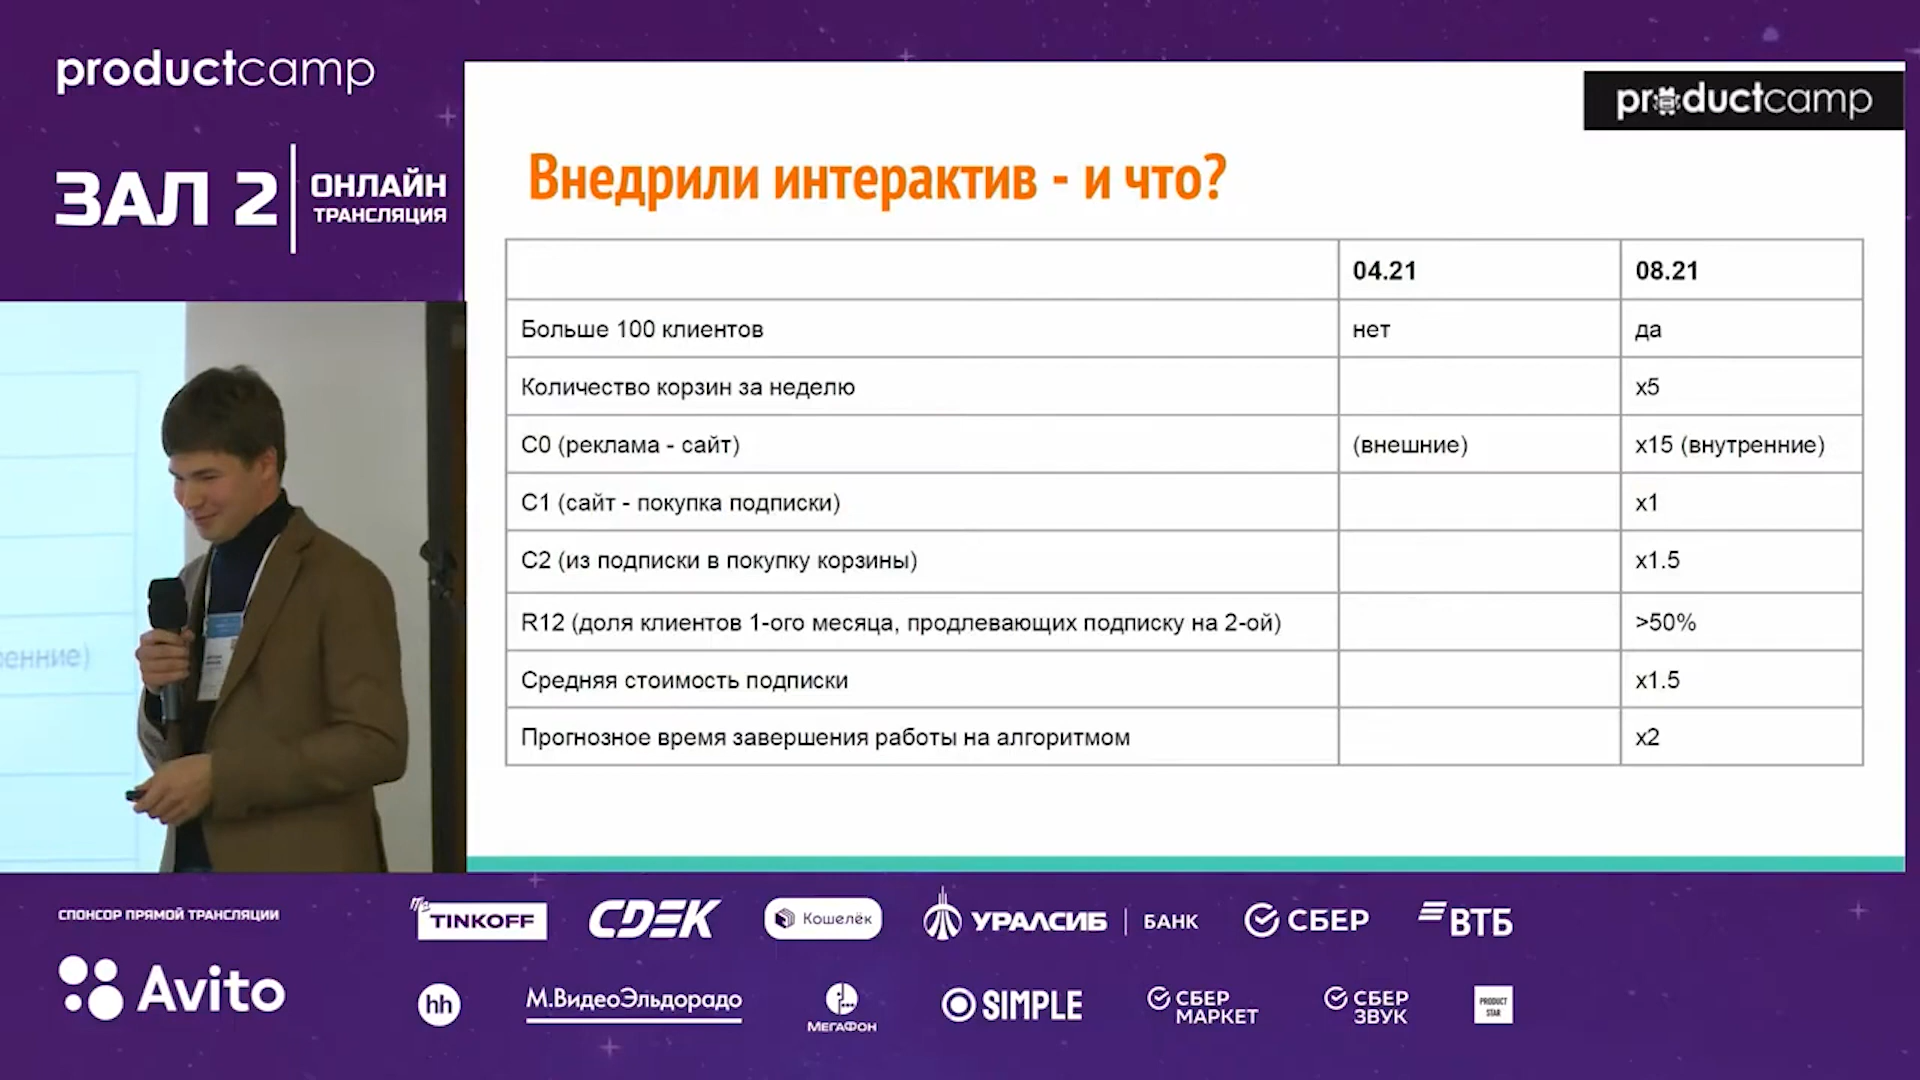 productcamp
ЗАЛ 2
ОНЛАЙН
ТРАНСЛЯЦИЯ
productcamp
Внедрили интерактив - и что?
04.21 08.21
Больше 100 клиентов нет да
Количество корзин за неделю x5
C0 (реклама - сайт) (внешние) x15 (внутренние)
C1 (сайт - покупка подписки) x1
C2 (из подписки в покупку корзины) x1.5
R12 (доля клиентов 1-ого месяца, продлевающих подписку на 2-ой) >50%
Средняя стоимость подписки x1.5
Прогнозное время завершения работы на алгоритмом x2
енние)
СПОНСОР ПРЯМОЙ ТРАНСЛЯЦИИ
Avito
TINKOFF CDEK Кошелёк УРАЛСИБ | БАНК СБЕР ВТБ
hh М.ВидеоЭльдорадо МЕГАФОН SIMPLE СБЕР МАРКЕТ СБЕР ЗВУК PRODUCT STAR